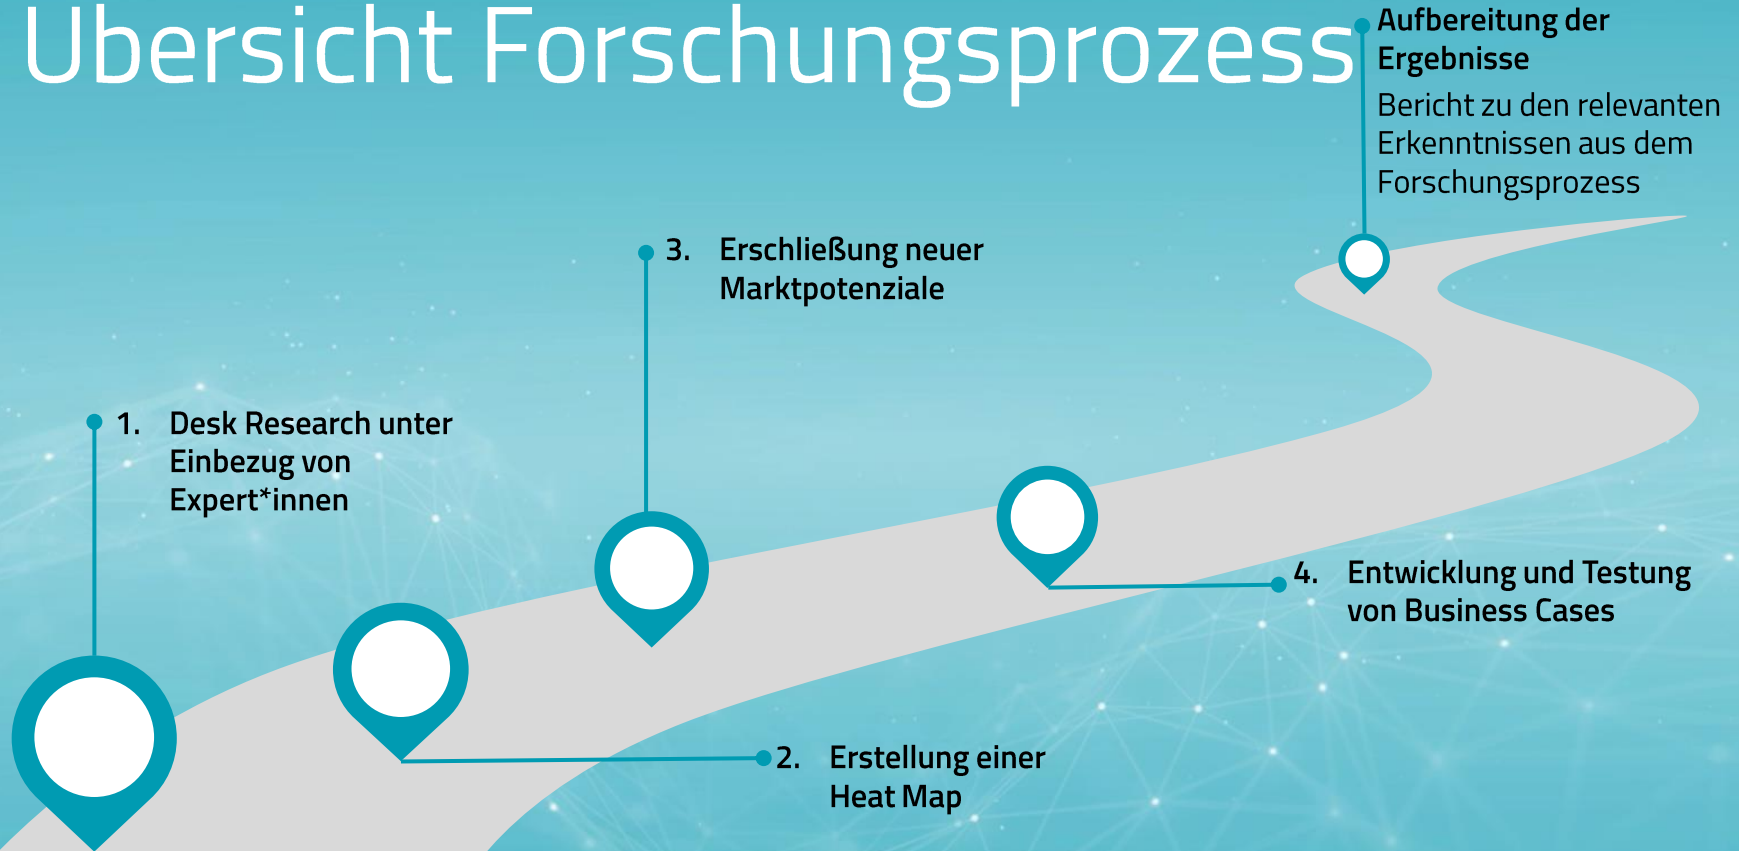 Übersicht Forschungsprozess
Aufbereitung der
Ergebnisse
Bericht zu den relevanten
Erkenntnissen aus dem
Forschungsprozess
3. Erschließung neuer
Marktpotenziale
1. Desk Research unter
Einbezug von
Expert*innen
4. Entwicklung und Testung
von Business Cases
2. Erstellung einer
Heat Map